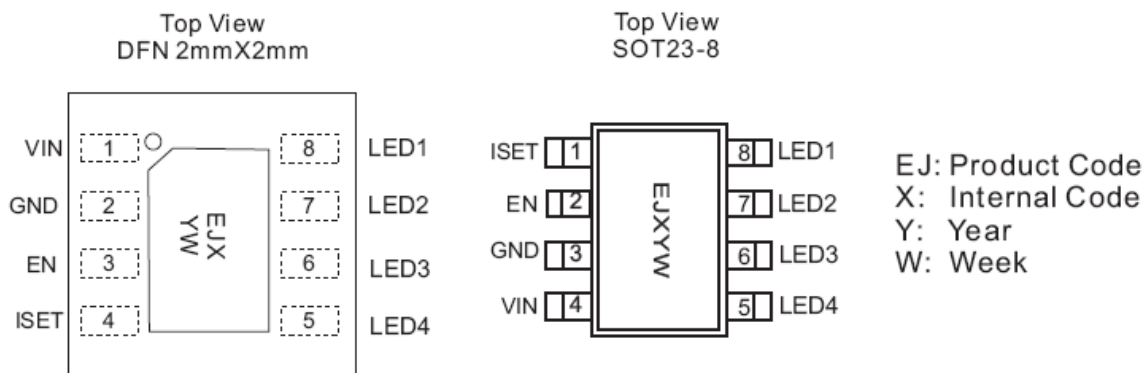 Top View
DFN 2mmX2mm
VIN 1 8 LED1
GND 2 7 LED2
EN 3 6 LED3
ISET 4 5 LED4
EJX
YW
Top View
SOT23-8
ISET 1 8 LED1
EN 2 7 LED2
GND 3 6 LED3
VIN 4 5 LED4
EJXYW
EJ: Product Code
X: Internal Code
Y: Year
W: Week